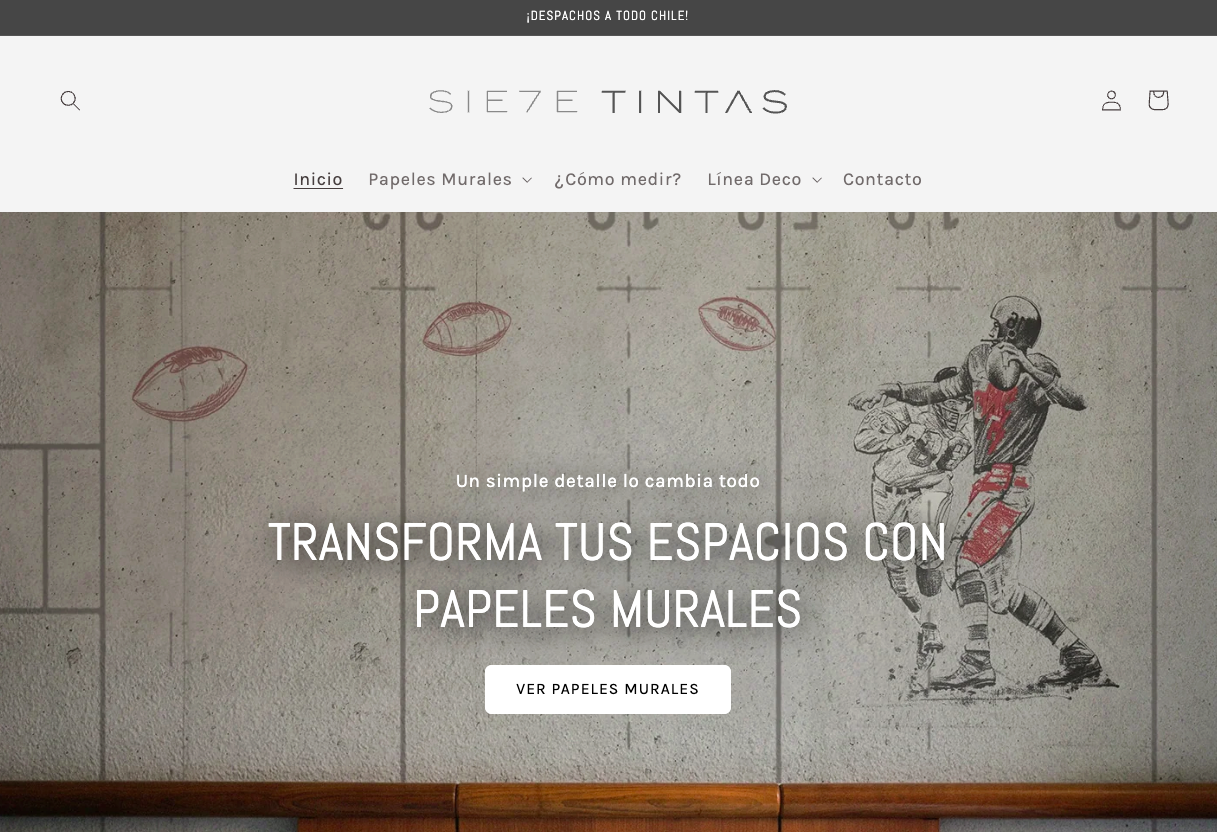 ¡DESPACHOS A TODO CHILE!
SIE7E TINTAS
Inicio
Papeles Murales
¿Cómo medir?
Línea Deco
Contacto
Un simple detalle lo cambia todo
TRANSFORMA TUS ESPACIOS CON
PAPELES MURALES
VER PAPELES MURALES